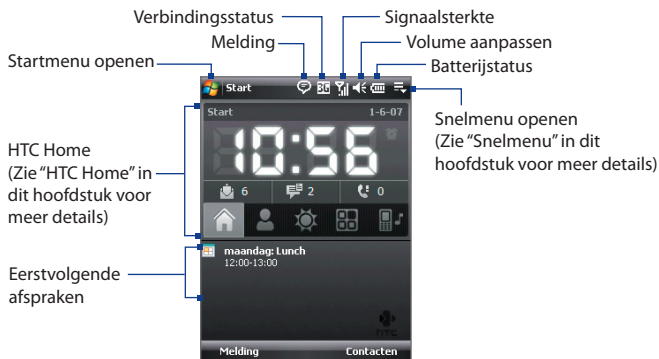 Verbindingsstatus
Signaalsterkte
Melding
Volume aanpassen
Startmenu openen
Batterijstatus
Start
3G
Snelmenu openen
(Zie "Snelmenu" in dit
hoofdstuk voor meer details)
Start
1-6-07
10:56
HTC Home
(Zie "HTC Home" in
dit hoofdstuk voor
meer details)
6
2
0
maandag: Lunch
12:00-13:00
Eerstvolgende
afspraken
hTC
Melding
Contacten